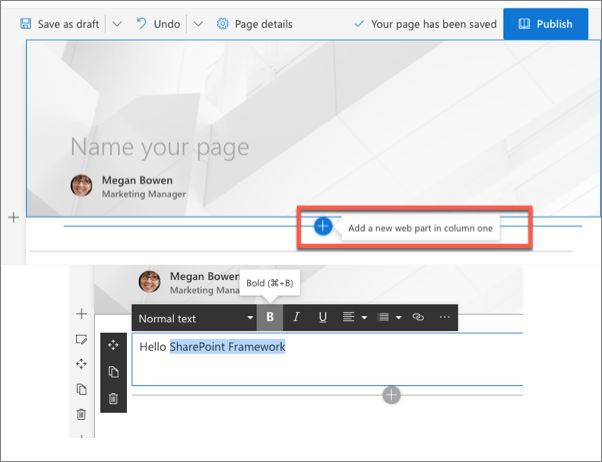 Save as draft Undo Page details Your page has been saved Publish
Name your page
Megan Bowen
Marketing Manager
Add a new web part in column one
Megan Bowen
Marketing Mana
Bold (⌘+B)
Normal text B I U ...
Hello SharePoint Framework